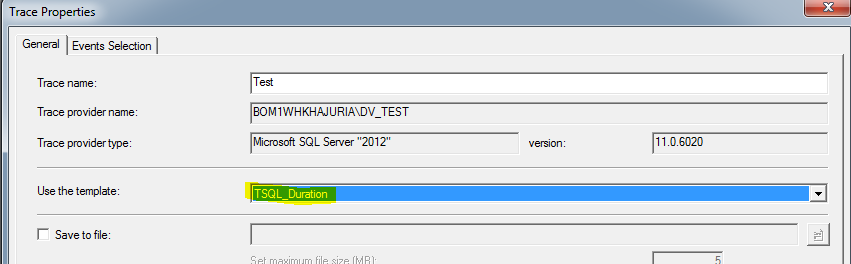 Trace Properties
General Events Selection
Trace name: Test
Trace provider name: BOM1WHKHAJURIA\DV_TEST
Trace provider type: Microsoft SQL Server "2012" version: 11.0.6020
Use the template: TSQL_Duration
Save to file:
Set maximum file size (MB): 5